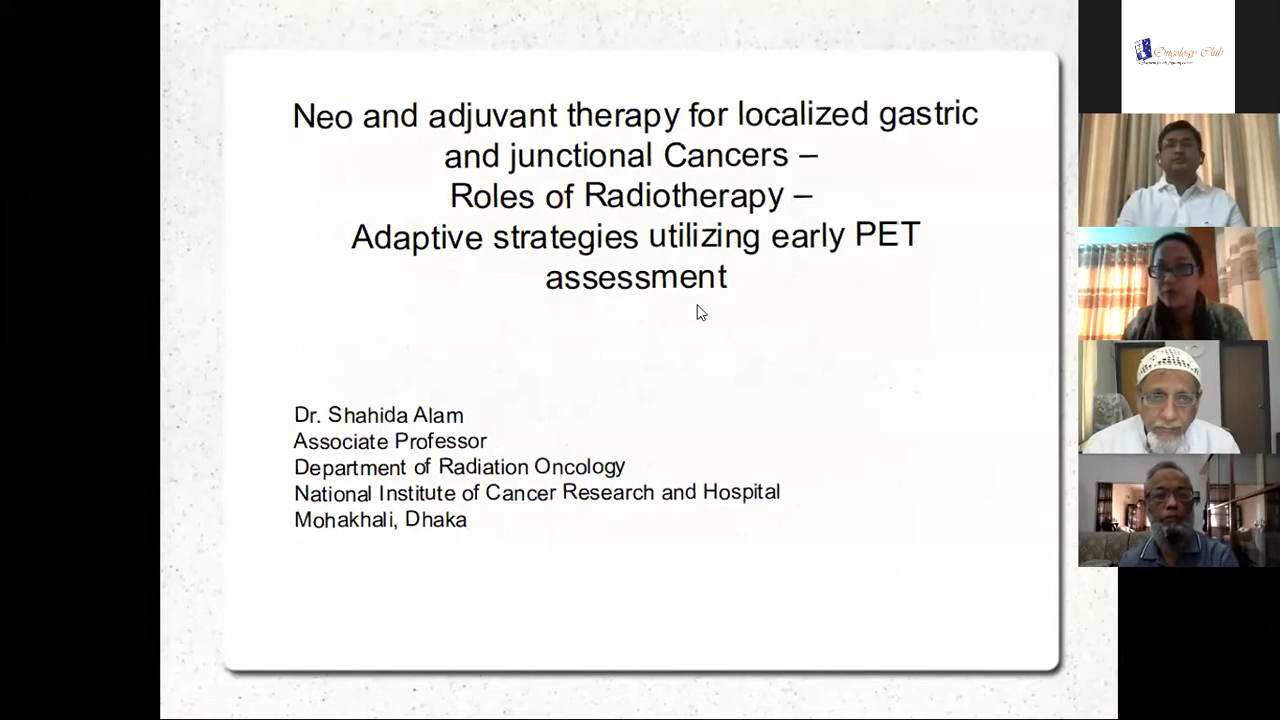 Neo and adjuvant therapy for localized gastric
and junctional Cancers –
Roles of Radiotherapy –
Adaptive strategies utilizing early PET
assessment
Dr. Shahida Alam
Associate Professor
Department of Radiation Oncology
National Institute of Cancer Research and Hospital
Mohakhali, Dhaka
Oncology Club